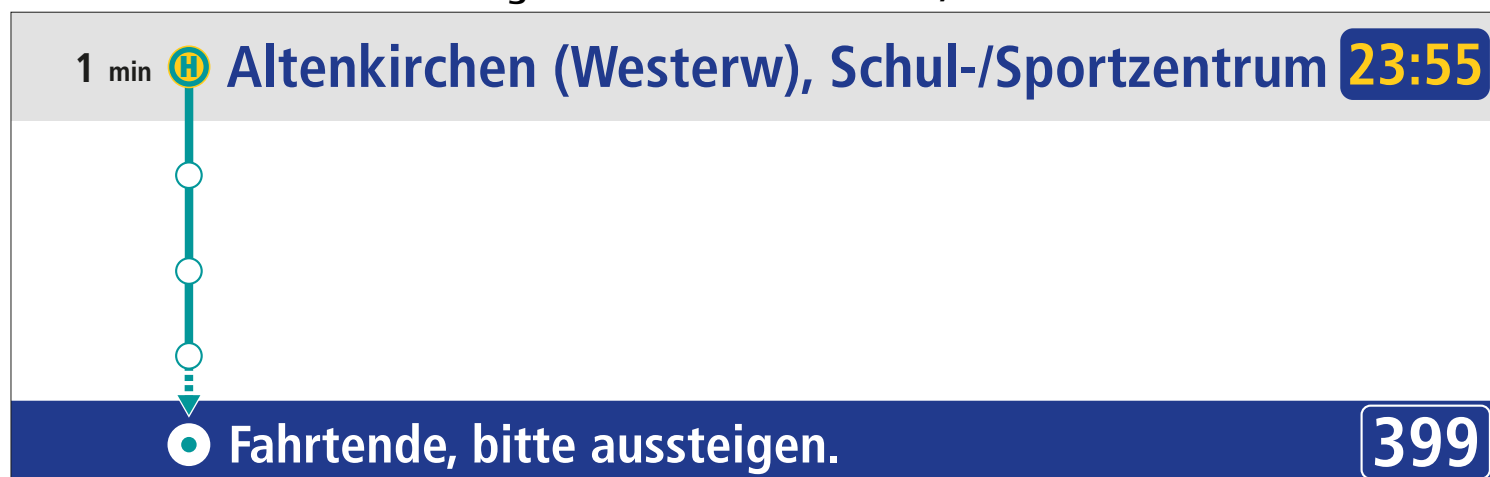 1 min H Altenkirchen (Westerw), Schul-/Sportzentrum 23:55
Fahrtende, bitte aussteigen. 399